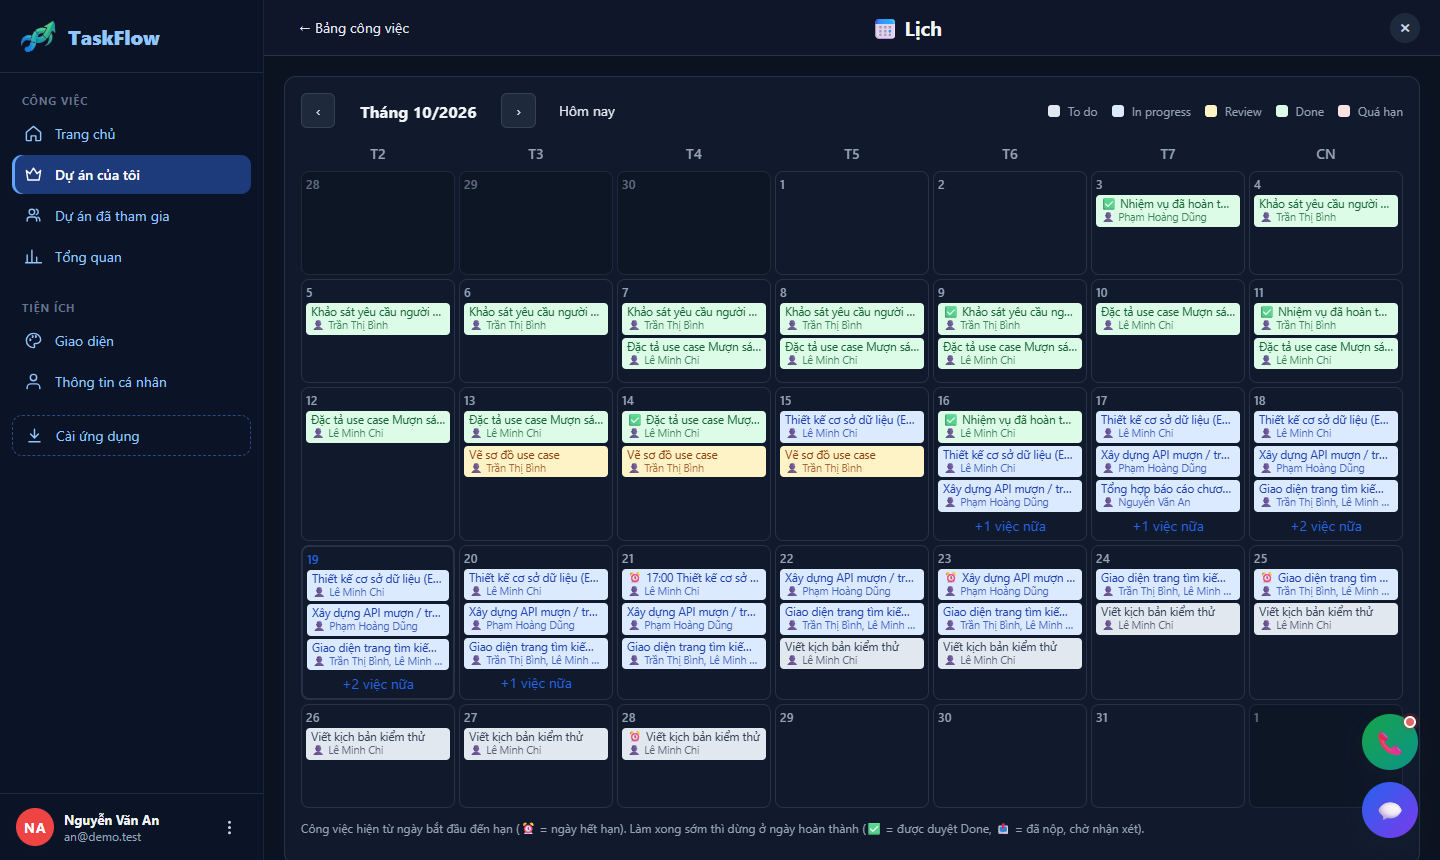 TaskFlow
CÔNG VIỆC
Trang chủ
Dự án của tôi
Dự án đã tham gia
Tổng quan
TIỆN ÍCH
Giao diện
Thông tin cá nhân
Cài ứng dụng
NA
Nguyễn Văn An
an@demo.test
← Bảng công việc
Lịch
Tháng 10/2026
Hôm nay
To do
In progress
Review
Done
Quá hạn
T2 T3 T4 T5 T6 T7 CN
28
29
30
1
2
3
✅ Nhiệm vụ đã hoàn t...
Phạm Hoàng Dũng
4
Khảo sát yêu cầu người ...
Trần Thị Bình
5
Khảo sát yêu cầu người ...
Trần Thị Bình
6
Khảo sát yêu cầu người ...
Trần Thị Bình
7
Khảo sát yêu cầu người ...
Trần Thị Bình
Đặc tả use case Mượn sá...
Lê Minh Chi
8
Khảo sát yêu cầu người ...
Trần Thị Bình
Đặc tả use case Mượn sá...
Lê Minh Chi
9
✅ Khảo sát yêu cầu ng...
Trần Thị Bình
Đặc tả use case Mượn sá...
Lê Minh Chi
10
Đặc tả use case Mượn sá...
Lê Minh Chi
11
✅ Nhiệm vụ đã hoàn t...
Trần Thị Bình
Đặc tả use case Mượn sá...
Lê Minh Chi
12
Đặc tả use case Mượn sá...
Lê Minh Chi
13
Đặc tả use case Mượn sá...
Lê Minh Chi
Vẽ sơ đồ use case
Trần Thị Bình
14
✅ Đặc tả use case Mượ...
Lê Minh Chi
Vẽ sơ đồ use case
Trần Thị Bình
15
Thiết kế cơ sở dữ liệu (E...
Lê Minh Chi
Vẽ sơ đồ use case
Trần Thị Bình
16
✅ Nhiệm vụ đã hoàn t...
Lê Minh Chi
Thiết kế cơ sở dữ liệu (E...
Lê Minh Chi
Xây dựng API mượn / tr...
Phạm Hoàng Dũng
+1 việc nữa
17
Thiết kế cơ sở dữ liệu (E...
Lê Minh Chi
Xây dựng API mượn / tr...
Phạm Hoàng Dũng
Tổng hợp báo cáo chươ...
Nguyễn Văn An
+1 việc nữa
18
Thiết kế cơ sở dữ liệu (E...
Lê Minh Chi
Xây dựng API mượn / tr...
Phạm Hoàng Dũng
Giao diện trang tìm kiế...
Trần Thị Bình, Lê Minh ...
+2 việc nữa
19
Thiết kế cơ sở dữ liệu (E...
Lê Minh Chi
Xây dựng API mượn / tr...
Phạm Hoàng Dũng
Giao diện trang tìm kiế...
Trần Thị Bình, Lê Minh ...
+2 việc nữa
20
Thiết kế cơ sở dữ liệu (E...
Lê Minh Chi
Xây dựng API mượn / tr...
Phạm Hoàng Dũng
Giao diện trang tìm kiế...
Trần Thị Bình, Lê Minh ...
+1 việc nữa
21
⏰ 17:00 Thiết kế cơ sở ...
Lê Minh Chi
Xây dựng API mượn / tr...
Phạm Hoàng Dũng
Giao diện trang tìm kiế...
Trần Thị Bình, Lê Minh ...
22
Xây dựng API mượn / tr...
Phạm Hoàng Dũng
Giao diện trang tìm kiế...
Trần Thị Bình, Lê Minh ...
Viết kịch bản kiểm thử
Lê Minh Chi
23
⏰ Xây dựng API mượn ...
Phạm Hoàng Dũng
Giao diện trang tìm kiế...
Trần Thị Bình, Lê Minh ...
Viết kịch bản kiểm thử
Lê Minh Chi
24
Giao diện trang tìm kiế...
Trần Thị Bình, Lê Minh ...
Viết kịch bản kiểm thử
Lê Minh Chi
25
⏰ Giao diện trang tìm ...
Trần Thị Bình, Lê Minh ...
Viết kịch bản kiểm thử
Lê Minh Chi
26
Viết kịch bản kiểm thử
Lê Minh Chi
27
Viết kịch bản kiểm thử
Lê Minh Chi
28
⏰ Viết kịch bản kiểm thử
Lê Minh Chi
29
30
31
1
Công việc hiện từ ngày bắt đầu đến hạn (⏰ = ngày hết hạn). Làm xong sớm thì dừng ở ngày hoàn thành (✅ = được duyệt Done, 📤 = đã nộp, chờ nhận xét).